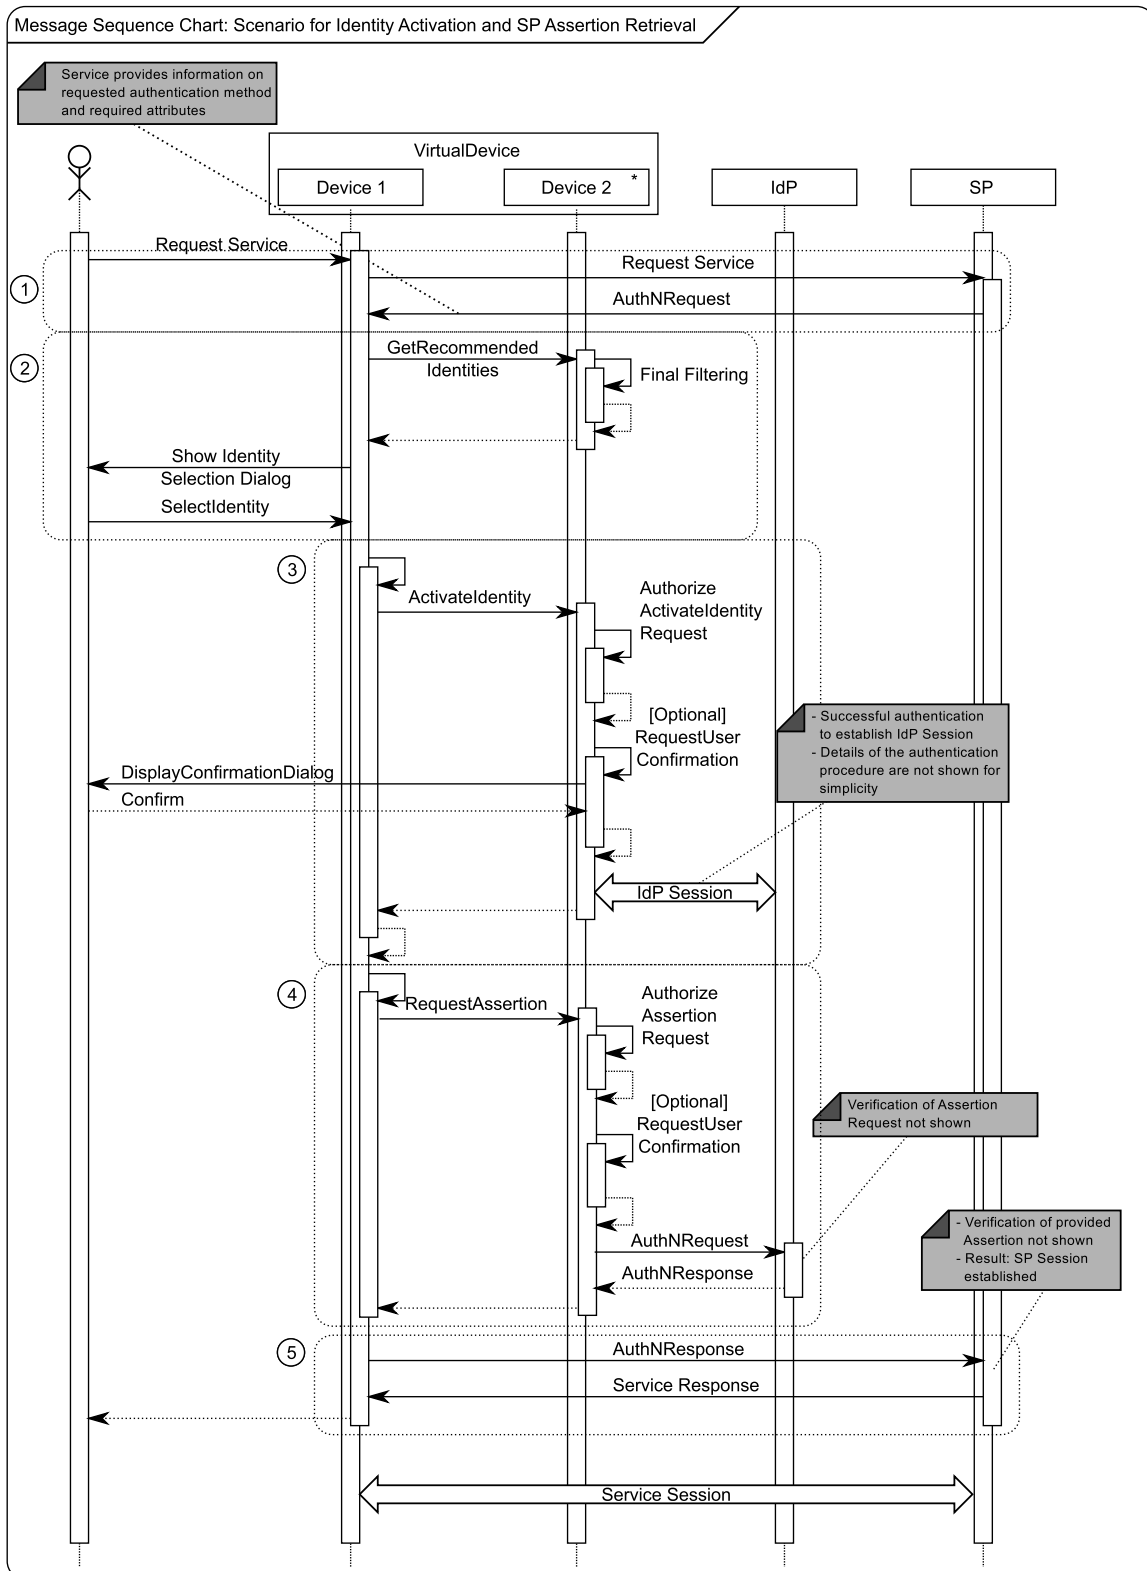 Message Sequence Chart: Scenario for Identity Activation and SP Assertion Retrieval
Service provides information on
requested authentication method
and required attributes
VirtualDevice
Device 1
Device 2
*
IdP
SP
Request Service
Request Service
1
AuthNRequest
2
GetRecommended
Identities
Final Filtering
Show Identity
Selection Dialog
SelectIdentity
3
ActivateIdentity
Authorize
ActivateIdentity
Request
[Optional]
RequestUser
Confirmation
- Successful authentication
to establish IdP Session
- Details of the authentication
procedure are not shown for
simplicity
DisplayConfirmationDialog
Confirm
IdP Session
4
RequestAssertion
Authorize
Assertion
Request
[Optional]
RequestUser
Confirmation
Verification of Assertion
Request not shown
- Verification of provided
Assertion not shown
- Result: SP Session
established
AuthNRequest
AuthNResponse
5
AuthNResponse
Service Response
Service Session